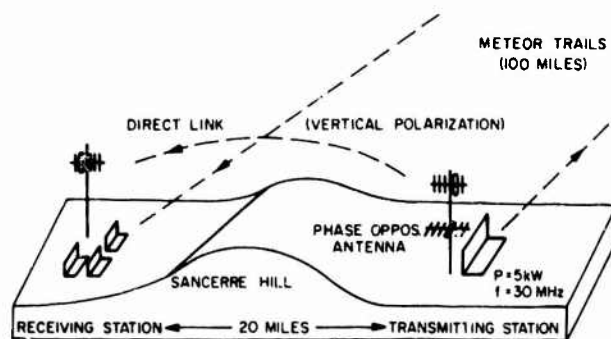 METEOR TRAILS
(100 MILES)
DIRECT LINK (VERTICAL POLARIZATION)
PHASE OPPOS.
ANTENNA
P=5kW
f=30 MHz
SANCERRE HILL
RECEIVING STATION 20 MILES TRANSMITTING STATION